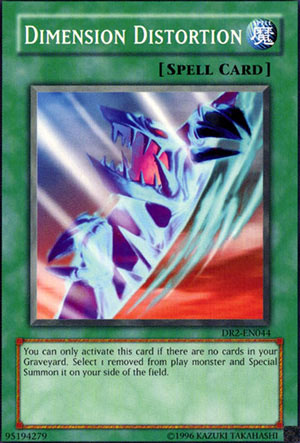 DIMENSION DISTORTION
魔
[SPELL CARD]
DR2-EN044
You can only activate this card if there are no cards in your
Graveyard. Select 1 removed from play monster and Special
Summon it on your side of the field.
95194279
©1996 KAZUKI TAKAHASHI